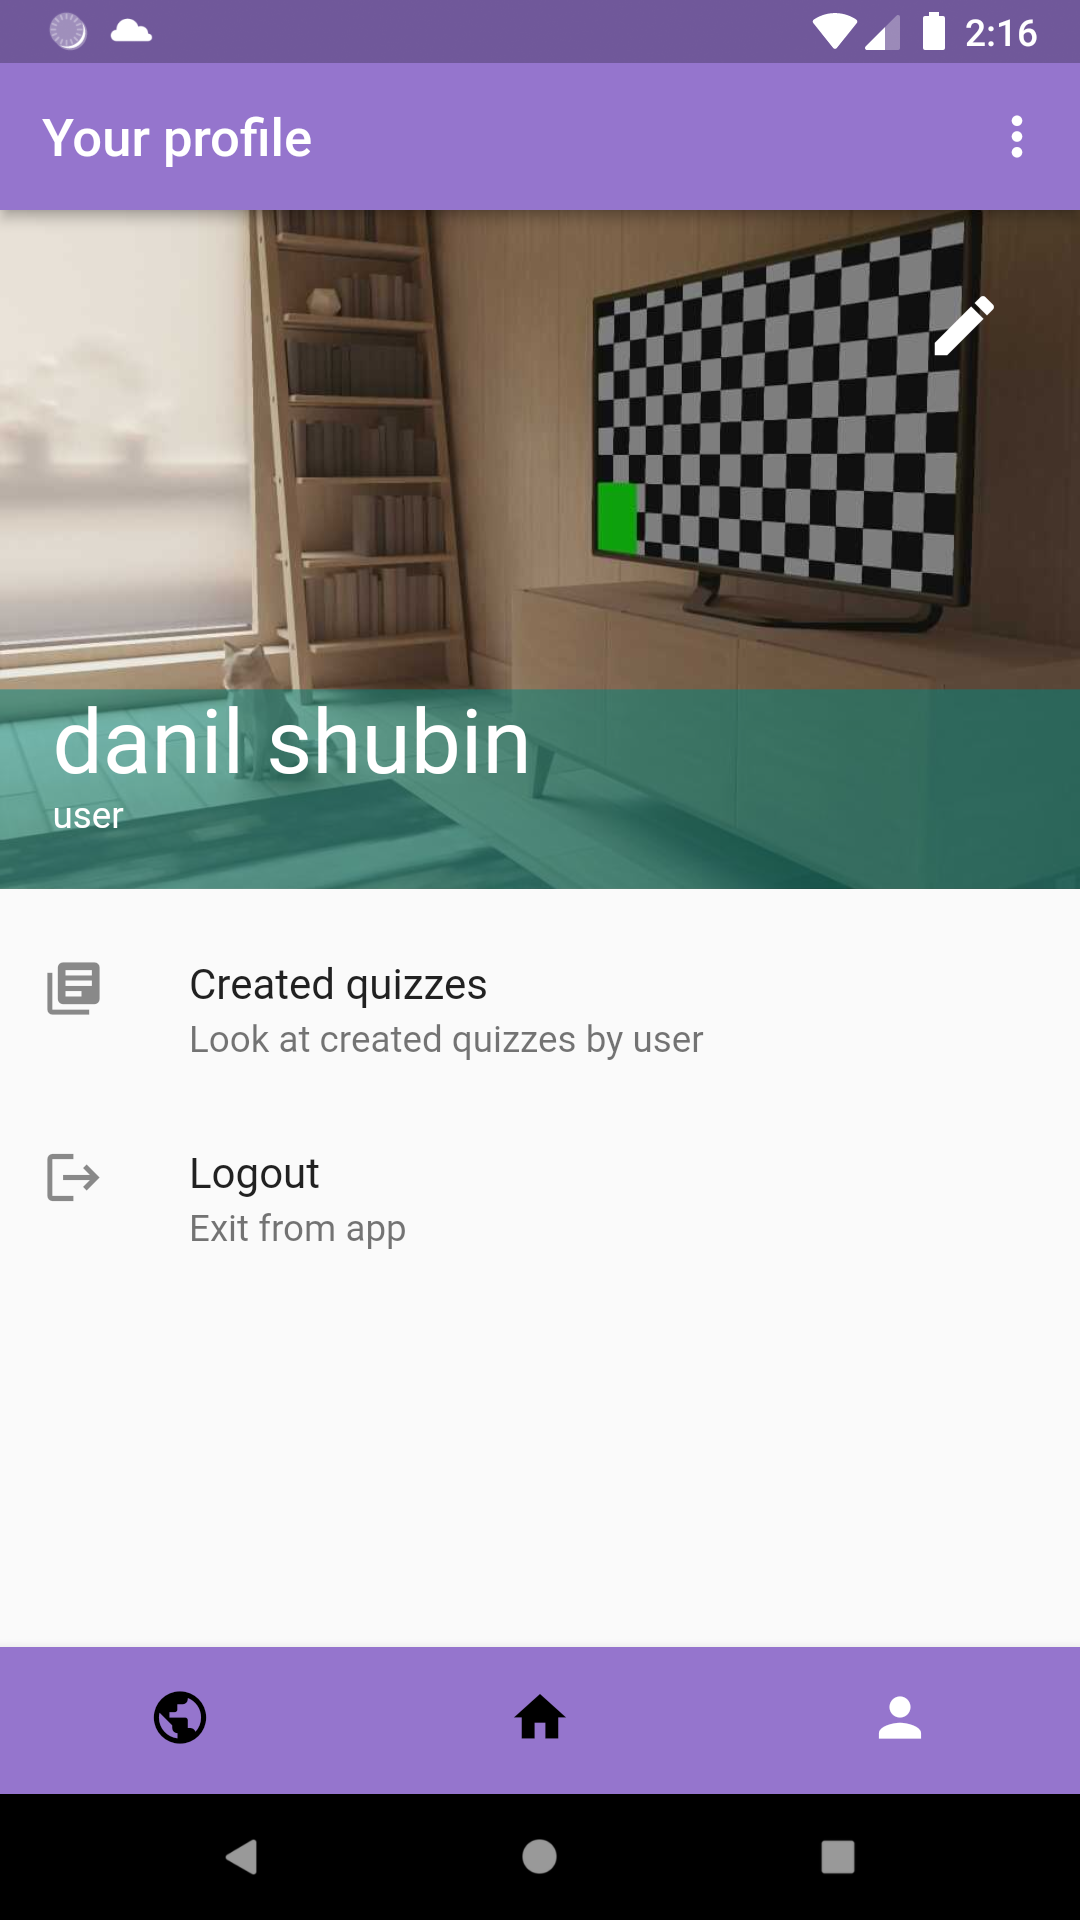 2:16
Your profile
danil shubin
user
Created quizzes
Look at created quizzes by user
Logout
Exit from app